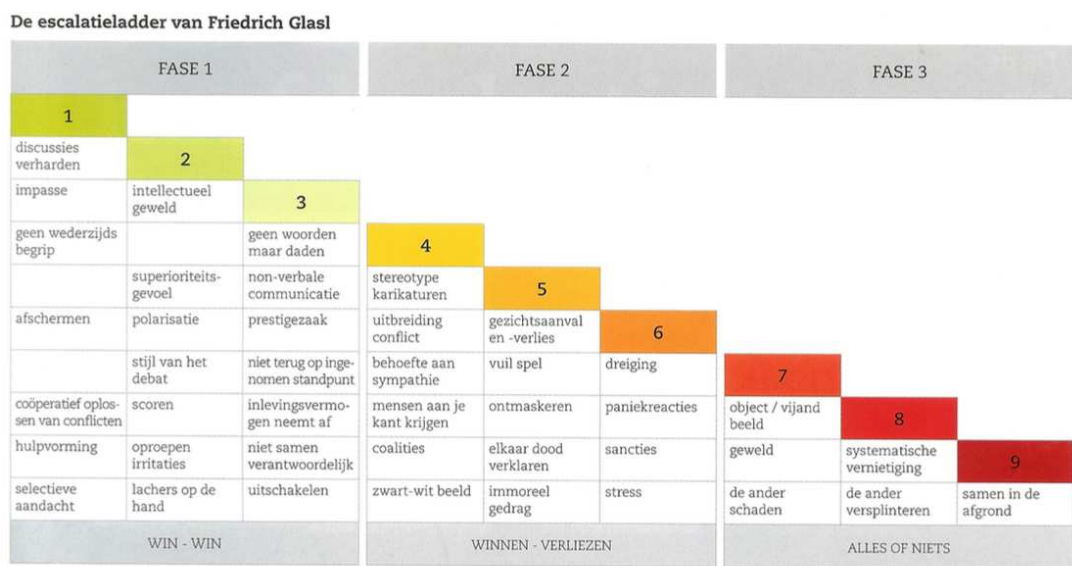 De escalatieladder van Friedrich Glasl
FASE 1
FASE 2
FASE 3
1
discussies
verharden
impasse
geen wederzijds
begrip
afschermen
coöperatief oplos-
sen van conflicten
hulpvorming
selectieve
aandacht
2
intellectueel
geweld
superioriteits-
gevoel
polarisatie
stijl van het
debat
scoren
oproepen
irritaties
lachers op de
hand
3
geen woorden
maar daden
non-verbale
communicatie
prestigezaak
niet terug op inge-
nomen standpunt
inlevingsvermo-
gen neemt af
niet samen
verantwoordelijk
uitschakelen
4
stereotype
karikaturen
uitbreiding
conflict
behoefte aan
sympathie
mensen aan je
kant krijgen
coalities
zwart-wit beeld
5
gezichtsaanval
en -verlies
vuil spel
ontmaskeren
elkaar dood
verklaren
immoreel
gedrag
6
dreiging
paniekreacties
sancties
stress
7
object / vijand
beeld
geweld
de ander
schaden
8
systematische
vernietiging
de ander
versplinteren
9
samen in de
afgrond
WIN - WIN
WINNEN - VERLIEZEN
ALLES OF NIETS